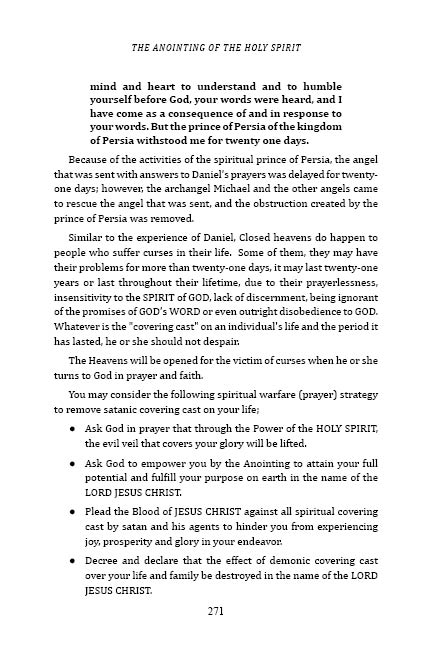 THE ANOINTING OF THE HOLY SPIRIT
mind and heart to understand and to humble
yourself before God, your words were heard, and I
have come as a consequence of and in response to
your words. But the prince of Persia of the kingdom
of Persia withstood me for twenty one days.
Because of the activities of the spiritual prince of Persia, the angel
that was sent with answers to Daniel's prayers was delayed for twenty-
one days; however, the archangel Michael and the other angels came
to rescue the angel that was sent, and the obstruction created by the
prince of Persia was removed.
Similar to the experience of Daniel, Closed heavens do happen to
people who suffer curses in their life. Some of them, they may have
their problems for more than twenty-one days, it may last twenty-one
years or last throughout their lifetime, due to their prayerlessness,
insensitivity to the SPIRIT of GOD, lack of discernment, being ignorant
of the promises of GOD'S WORD or even outright disobedience to GOD.
Whatever is the "covering cast" on an individual's life and the period it
has lasted, he or she should not despair.
The Heavens will be opened for the victim of curses when he or she
turns to God in prayer and faith.
You may consider the following spiritual warfare (prayer) strategy
to remove satanic covering cast on your life;
● Ask God in prayer that through the Power of the HOLY SPIRIT,
the evil veil that covers your glory will be lifted.
● Ask God to empower you by the Anointing to attain your full
potential and fulfill your purpose on earth in the name of the
LORD JESUS CHRIST.
● Plead the Blood of JESUS CHRIST against all spiritual covering
cast by satan and his agents to hinder you from experiencing
joy, prosperity and glory in your endeavor.
● Decree and declare that the effect of demonic covering cast
over your life and family be destroyed in the name of the LORD
JESUS CHRIST.
271